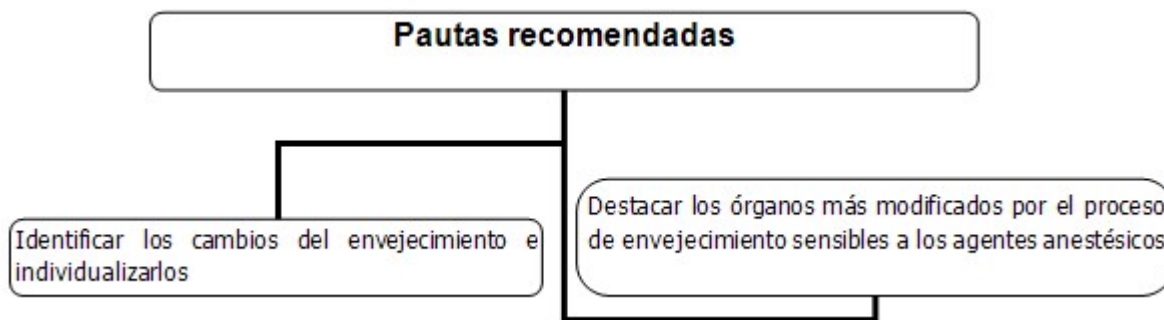 Pautas recomendadas
Identificar los cambios del envejecimiento e
individualizarlos
Destacar los órganos más modificados por el proceso
de envejecimiento sensibles a los agentes anestésicos